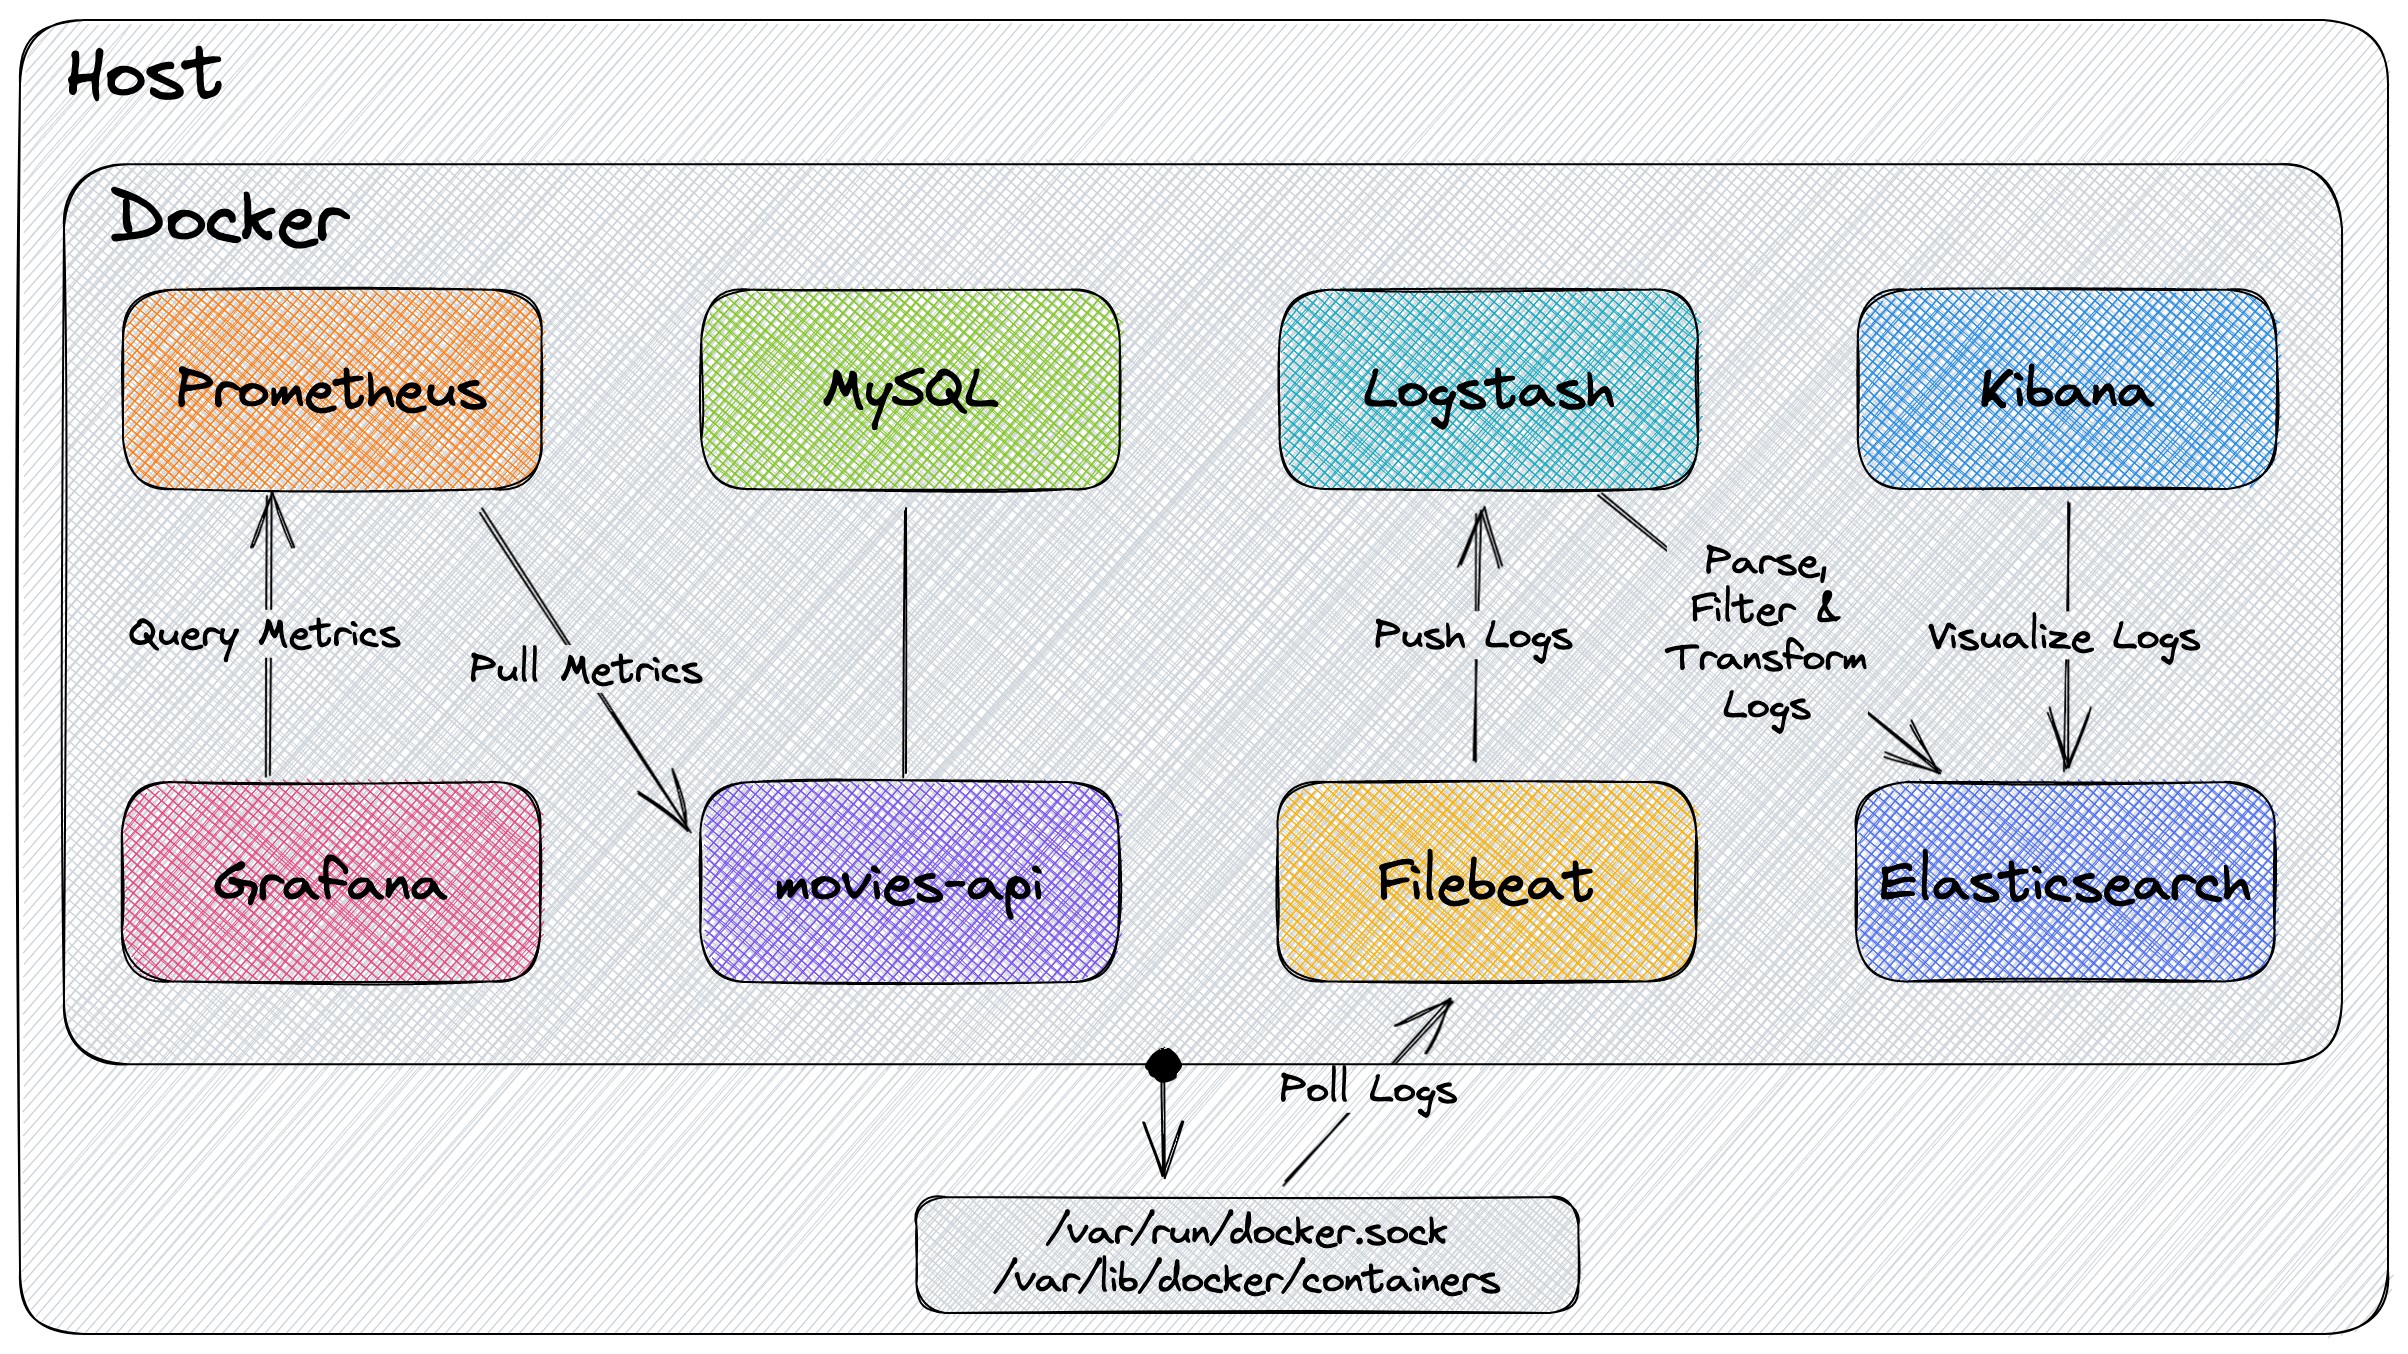 Host
Docker
Prometheus
MySQL
Logstash
Kibana
Query Metrics
Pull Metrics
Push Logs
Parse,
Filter &
Transform
Logs
Visualize Logs
Grafana
movies-api
Filebeat
Elasticsearch
Poll Logs
/var/run/docker.sock
/var/lib/docker/containers